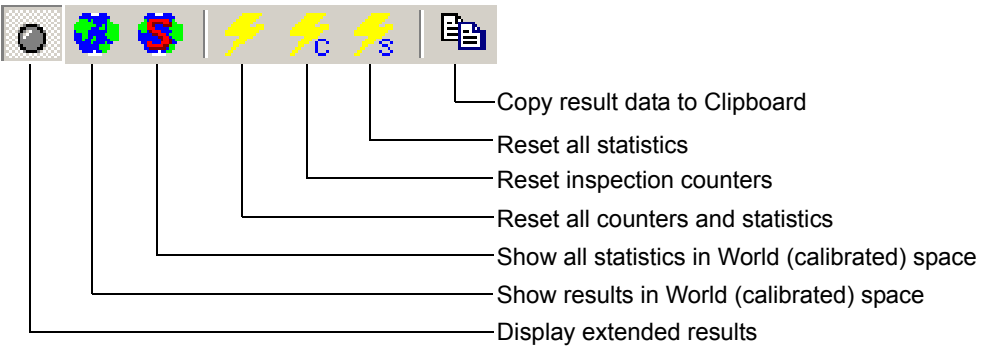 S
C
S
Copy result data to Clipboard
Reset all statistics
Reset inspection counters
Reset all counters and statistics
Show all statistics in World (calibrated) space
Show results in World (calibrated) space
Display extended results